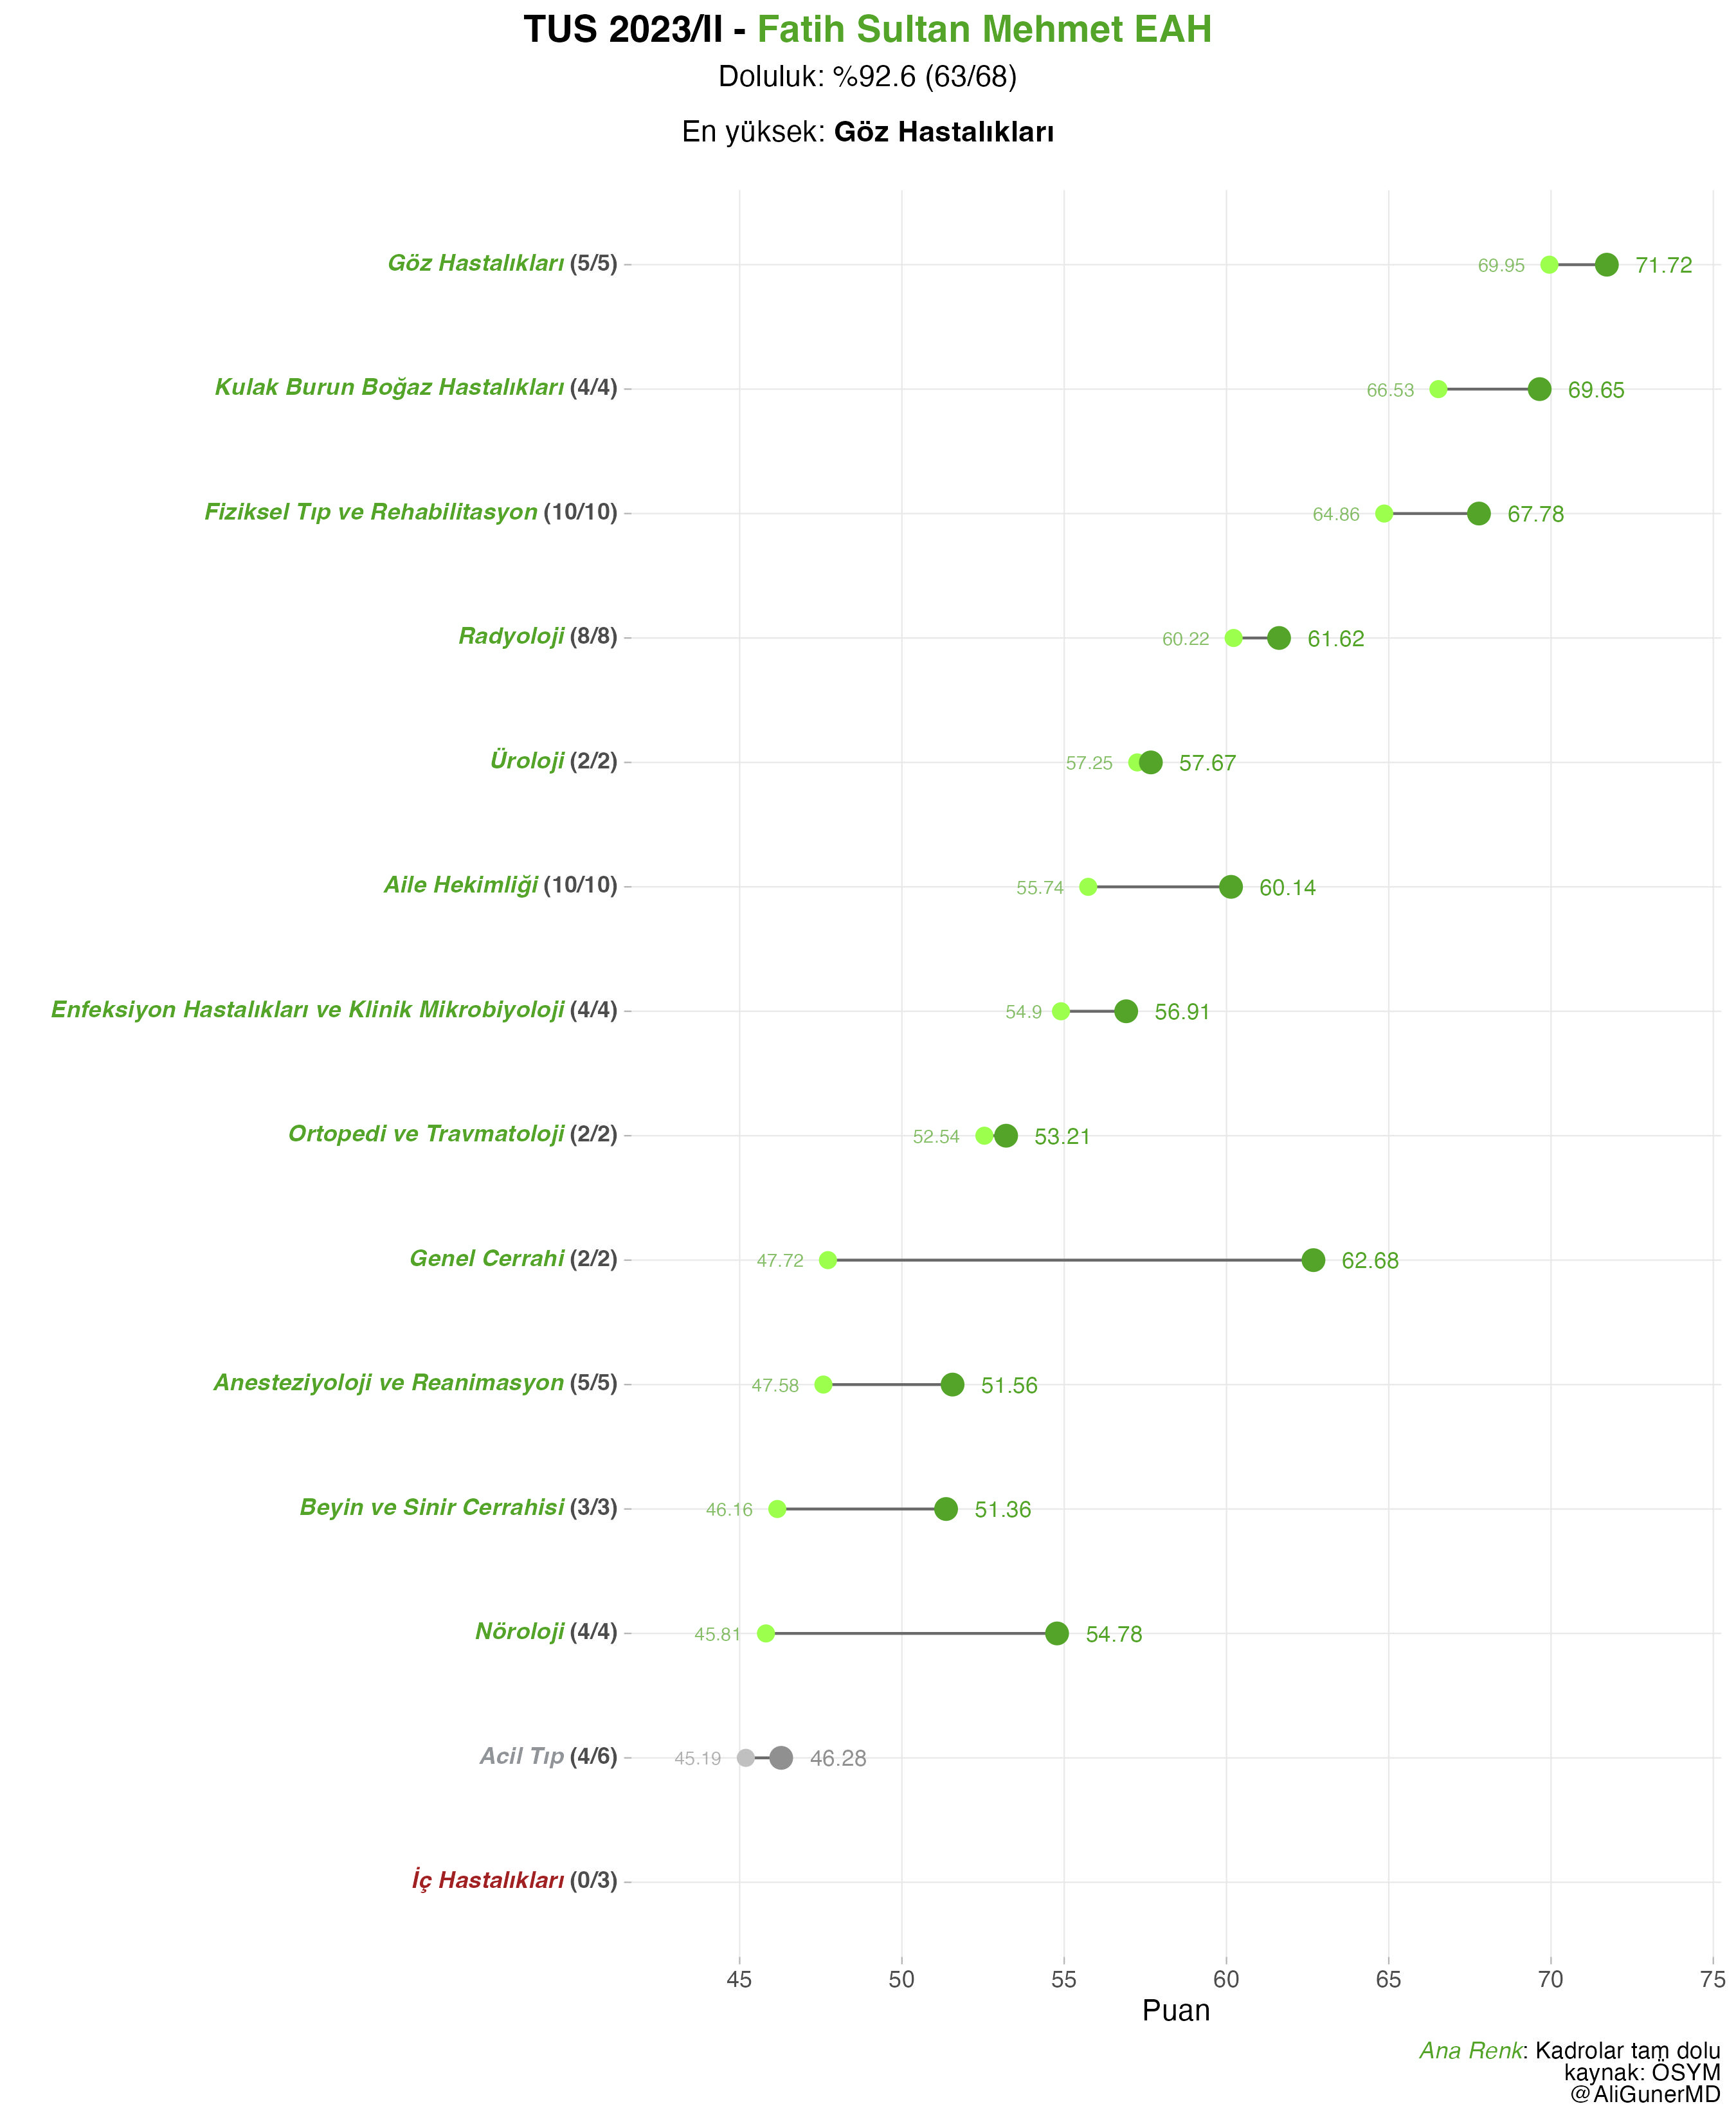 TUS 2023/II - Fatih Sultan Mehmet EAH
Doluluk: %92.6 (63/68)
En yüksek: Göz Hastalıkları
Göz Hastalıkları (5/5) 69.95 71.72
Kulak Burun Boğaz Hastalıkları (4/4) 66.53 69.65
Fiziksel Tıp ve Rehabilitasyon (10/10) 64.86 67.78
Radyoloji (8/8) 60.22 61.62
Üroloji (2/2) 57.25 57.67
Aile Hekimliği (10/10) 55.74 60.14
Enfeksiyon Hastalıkları ve Klinik Mikrobiyoloji (4/4) 54.9 56.91
Ortopedi ve Travmatoloji (2/2) 52.54 53.21
Genel Cerrahi (2/2) 47.72 62.68
Anesteziyoloji ve Reanimasyon (5/5) 47.58 51.56
Beyin ve Sinir Cerrahisi (3/3) 46.16 51.36
Nöroloji (4/4) 45.81 54.78
Acil Tıp (4/6) 45.19 46.28
İç Hastalıkları (0/3)
45 50 55 60 65 70 75
Puan
Ana Renk: Kadrolar tam dolu
kaynak: ÖSYM
@AliGunerMD